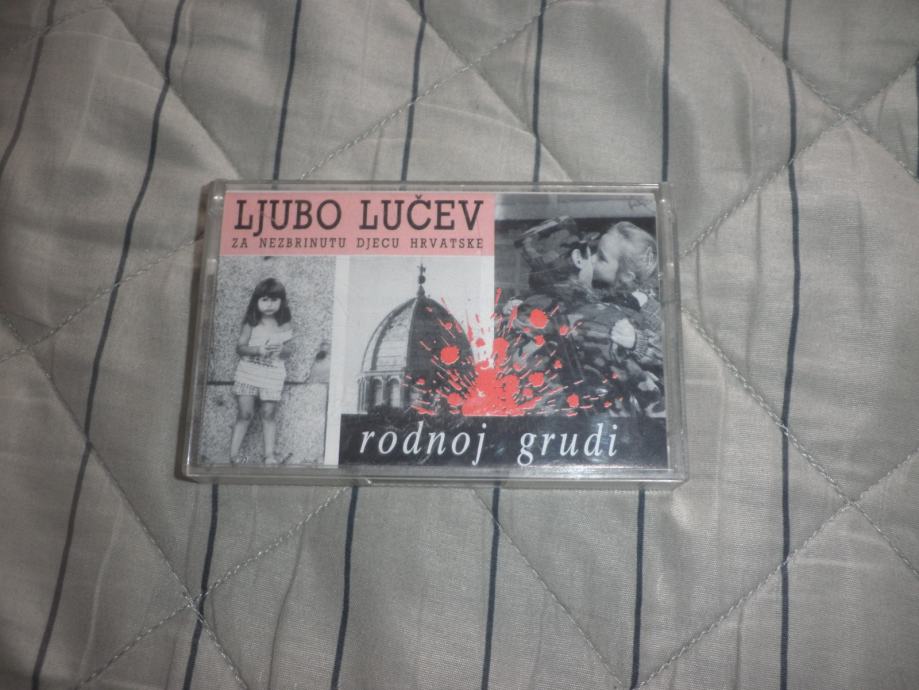 LJUBO LUČEV
ZA NEZBRINUTU DJECU HRVATSKE
rodnoj grudi